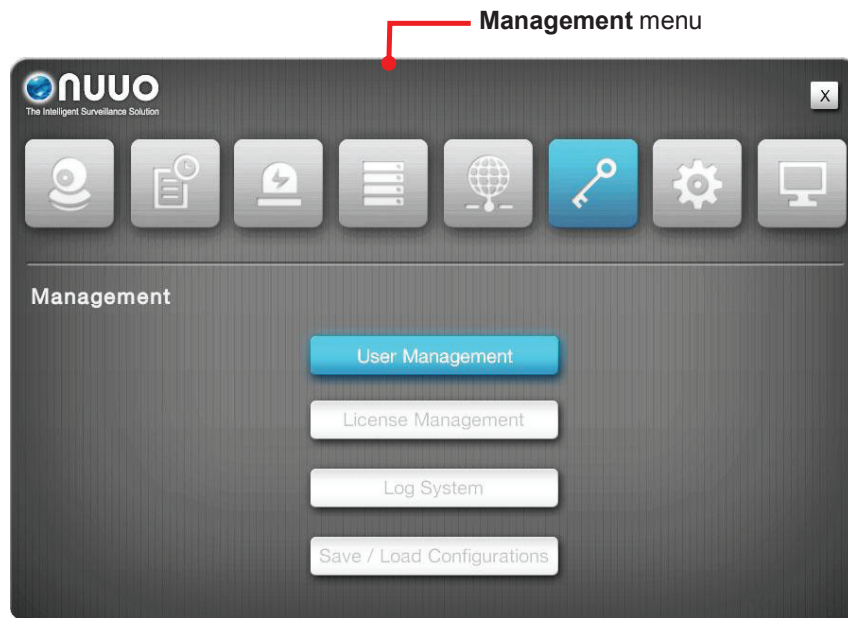 Management menu
nuuo
The Intelligent Surveillance Solution
X
Management
User Management
License Management
Log System
Save / Load Configurations